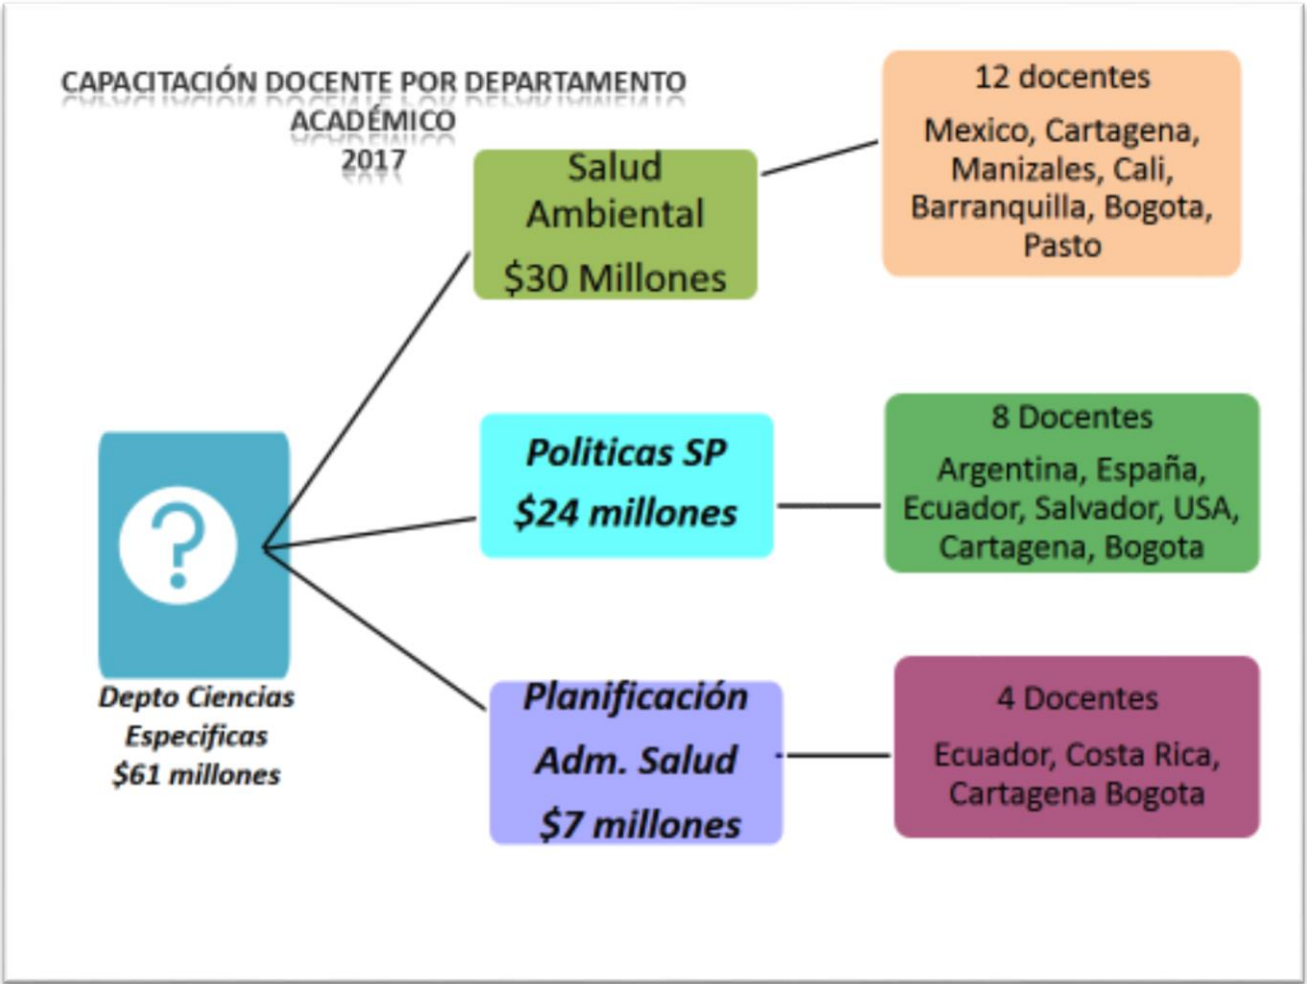 CAPACITACIÓN DOCENTE POR DEPARTAMENTO
ACADÉMICO
2017
Salud
Ambiental
$30 Millones
12 docentes
Mexico, Cartagena,
Manizales, Cali,
Barranquilla, Bogota,
Pasto
Politicas SP
$24 millones
8 Docentes
Argentina, España,
Ecuador, Salvador, USA,
Cartagena, Bogota
?
Depto Ciencias
Especificas
$61 millones
Planificación
Adm. Salud
$7 millones
4 Docentes
Ecuador, Costa Rica,
Cartagena Bogota